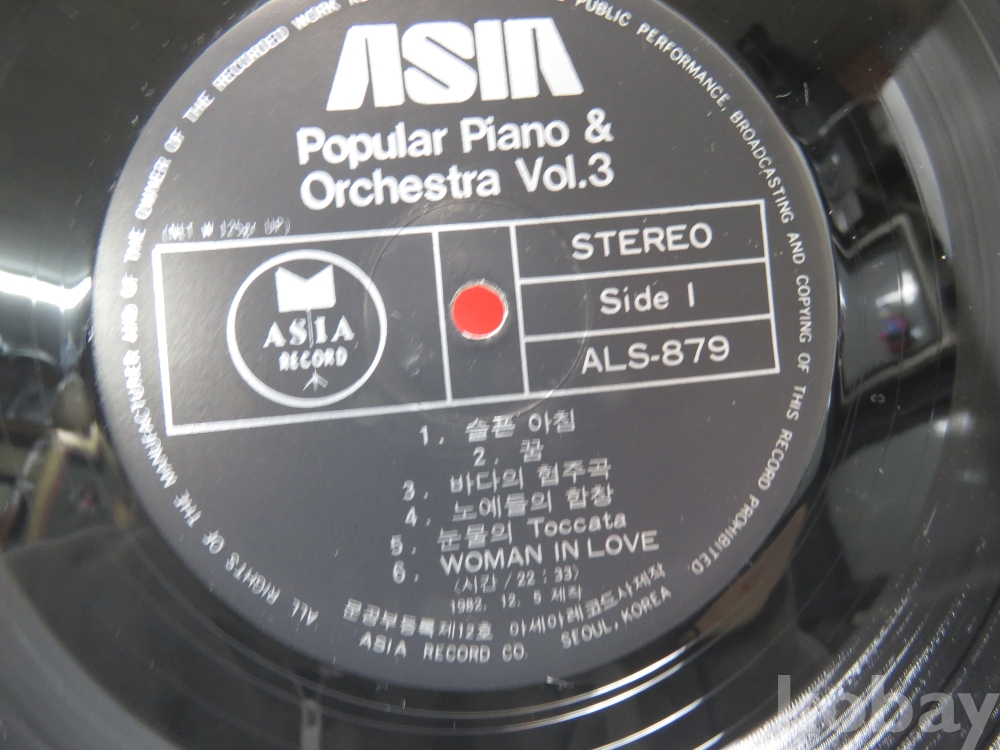 ALL RIGHTS OF THE MANUFACTURER AND OF THE OWNER OF THE RECORDED WORK
PUBLIC PERFORMANCE, BROADCASTING AND COPYING OF THIS RECORD PROHIBITED.
ASIA
Popular Piano &
Orchestra Vol.3
STEREO
Side 1
ALS-879
ASIA
RECORD
1. 슬픈 아침
2. 꿈
3. 바다의 협주곡
4. 노예들의 합창
5. 눈물의 Toccata
6. WOMAN IN LOVE
(시간/22:33)
1982. 12. 5 제작
문공부등록제12호 아세아레코드사제작
ASIA RECORD CO. SEOUL, KOREA
kobay